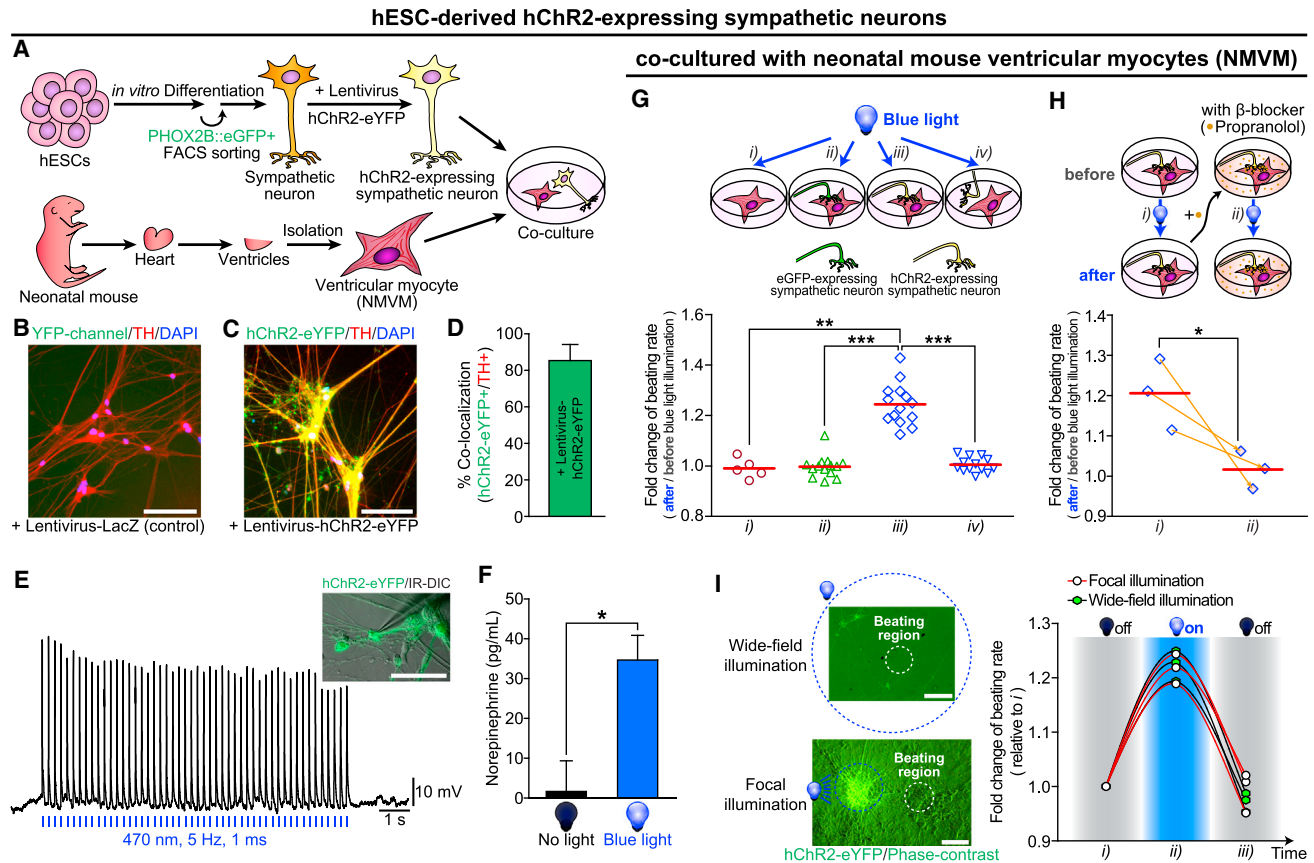 hESC-derived hChR2-expressing sympathetic neurons
A
hESCs
in vitro Differentiation
PHOX2B::eGFP+
FACS sorting
Sympathetic
neuron
+ Lentivirus
hChR2-eYFP
hChR2-expressing
sympathetic neuron
Co-culture
Neonatal mouse
Heart
Ventricles
Isolation
Ventricular myocyte
(NMVM)
B
YFP-channel/TH/DAPI
+ Lentivirus-LacZ (control)
C
hChR2-eYFP/TH/DAPI
+ Lentivirus-hChR2-eYFP
D
% Co-localization
(hChR2-eYFP+/TH+)
100
80
60
40
20
0
+ Lentivirus-
hChR2-eYFP
E
hChR2-eYFP/IR-DIC
10 mV
1 s
470 nm, 5 Hz, 1 ms
F
Norepinephrine (pg/mL)
50
40
30
20
10
0
*
No light
Blue light
co-cultured with neonatal mouse ventricular myocytes (NMVM)
G
Blue light
i)
ii)
iii)
iv)
eGFP-expressing
sympathetic neuron
hChR2-expressing
sympathetic neuron
Fold change of beating rate
( after / before blue light illumination)
1.6
1.4
1.2
1.0
0.8
**
***
***
i)
ii)
iii)
iv)
H
with β-blocker
(• Propranolol)
before
i)
+•
ii)
after
Fold change of beating rate
( after / before blue light illumination)
1.4
1.3
1.2
1.1
1.0
0.9
*
i)
ii)
I
Wide-field
illumination
Beating
region
Focal
illumination
Beating
region
hChR2-eYFP/Phase-contrast
Focal illumination
Wide-field illumination
off
on
off
Fold change of beating rate
( relative to i )
1.3
1.2
1.1
1.0
0.9
i)
ii)
iii)
Time